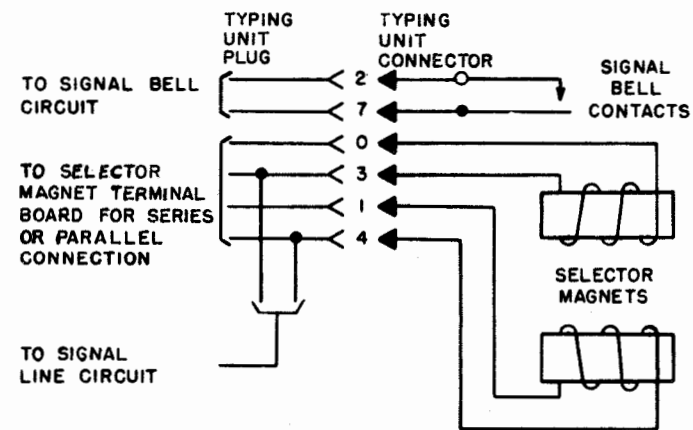 TYPING
UNIT
PLUG
TYPING
UNIT
CONNECTOR
TO SIGNAL BELL
CIRCUIT
2
7
SIGNAL
BELL
CONTACTS
0
3
1
4
TO SELECTOR
MAGNET TERMINAL
BOARD FOR SERIES
OR PARALLEL
CONNECTION
SELECTOR
MAGNETS
TO SIGNAL
LINE CIRCUIT